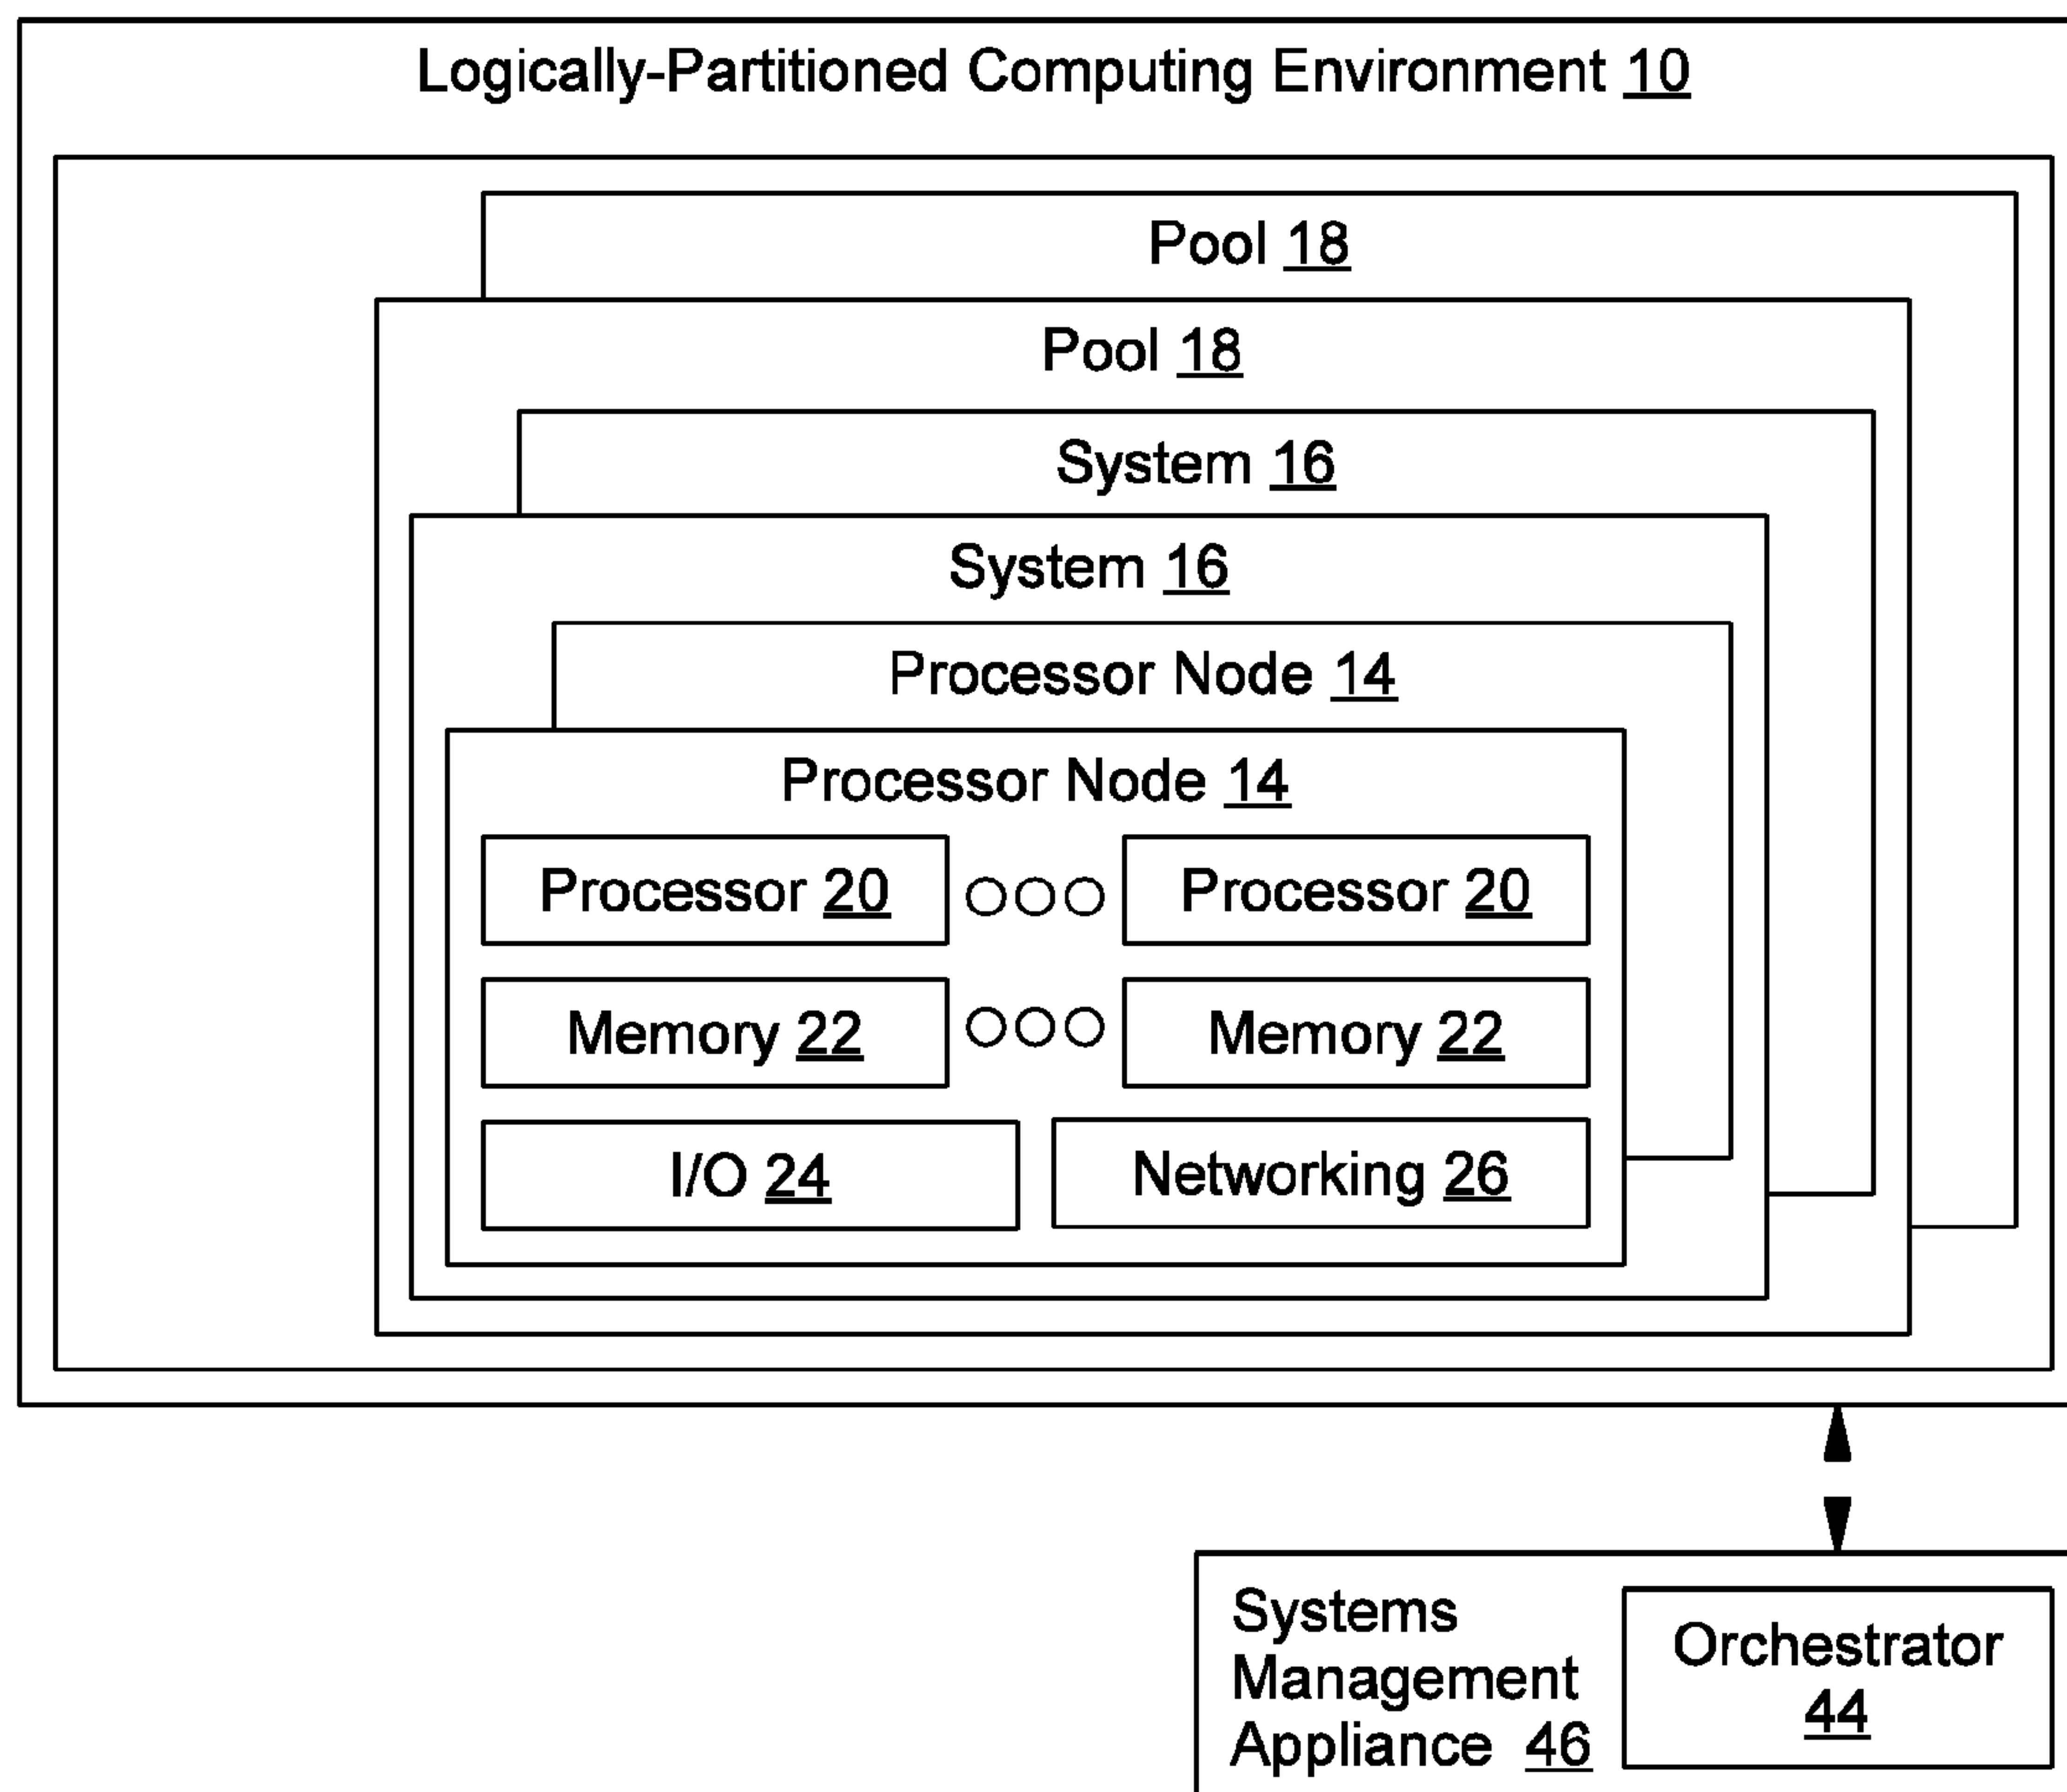 Logically-Partitioned Computing Environment 10
Pool 18
Pool 18
System 16
System 16
Processor Node 14
Processor Node 14
Processor 20
Processor 20
Memory 22
Memory 22
I/O 24
Networking 26
Systems
Management
Appliance 46
Orchestrator
44